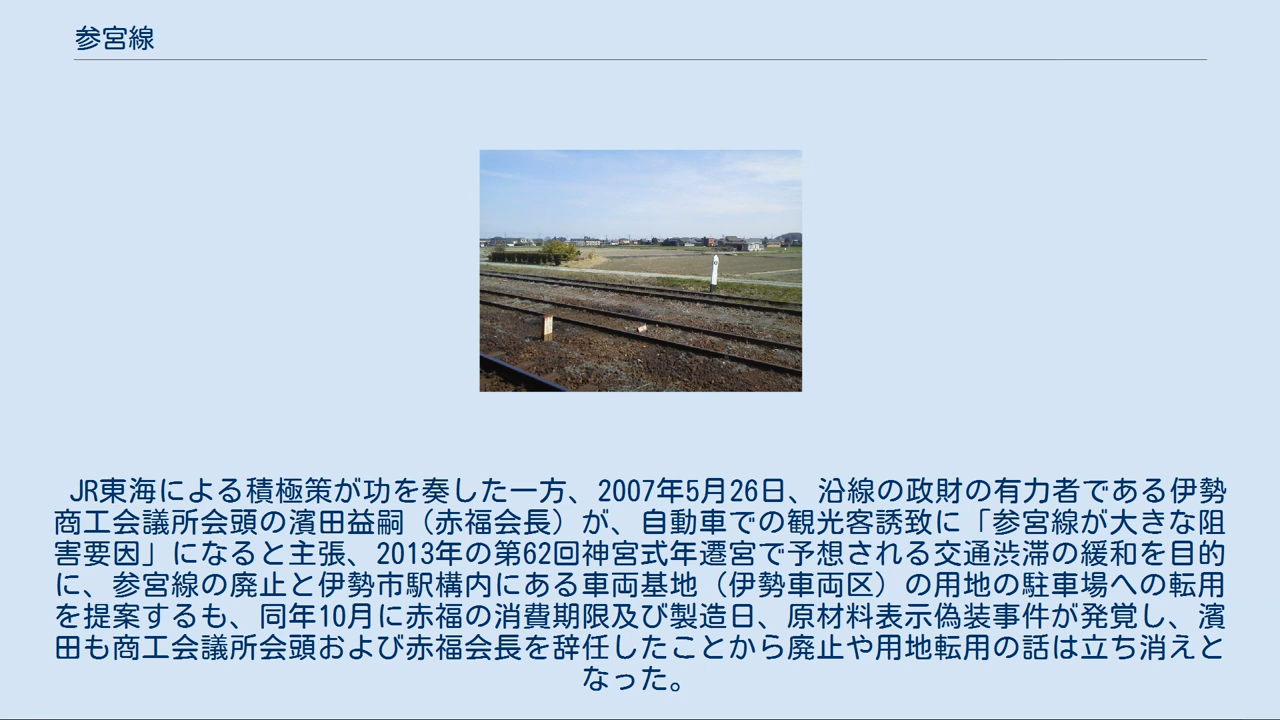 参宮線
JR東海による積極策が功を奏した一方、2007年5月26日、沿線の政財の有力者である伊勢
商工会議所会頭の濱田益嗣（赤福会長）が、自動車での観光客誘致に「参宮線が大きな阻
害要因」になると主張、2013年の第62回神宮式年遷宮で予想される交通渋滞の緩和を目的
に、参宮線の廃止と伊勢市駅構内にある車両基地（伊勢車両区）の用地の駐車場への転用
を提案するも、同年10月に赤福の消費期限及び製造日、原材料表示偽装事件が発覚し、濱
田も商工会議所会頭および赤福会長を辞任したことから廃止や用地転用の話は立ち消えと
なった。